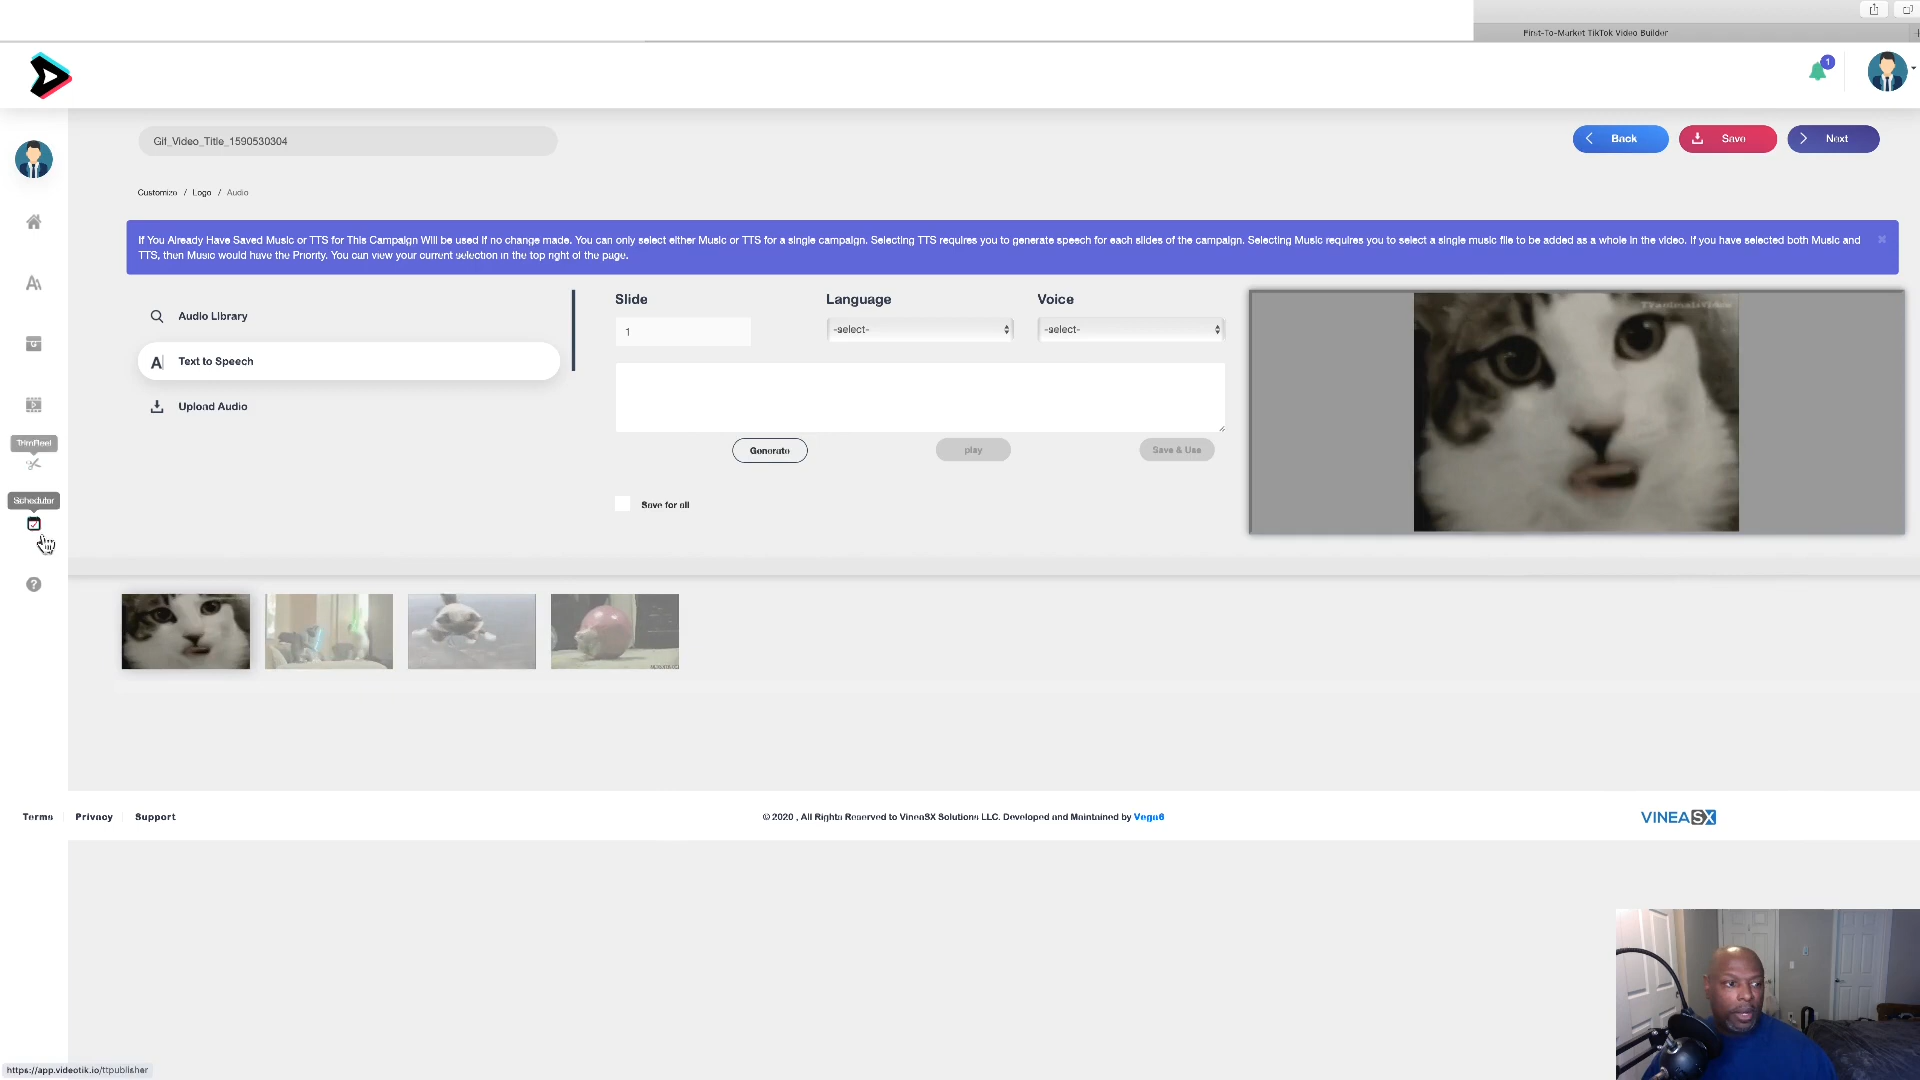 First-To-Market TikTok Video Builder
1
Gif_Video_Title_1590530304
Back
Save
Next
Customize / Logo / Audio
If You Already Have Saved Music or TTS for This Campaign Will be used if no change made. You can only select either Music or TTS for a single campaign. Selecting TTS requires you to generate speech for each slides of the campaign. Selecting Music requires you to select a single music file to be added as a whole in the video. If you have selected both Music and
TTS, then Music would have the Priority. You can view your current selection in the top right of the page.
Audio Library
Text to Speech
Upload Audio
Slide
Language
Voice
1
-select-
-select-
Generate
play
Save & Use
Save for all
TrimReel
Scheduler
Terms
Privacy
Support
© 2020 , All Rights Reserved to VineaSX Solutions LLC. Developed and Maintained by Vega6
VINEASX
https://app.videotik.io/ttpublisher